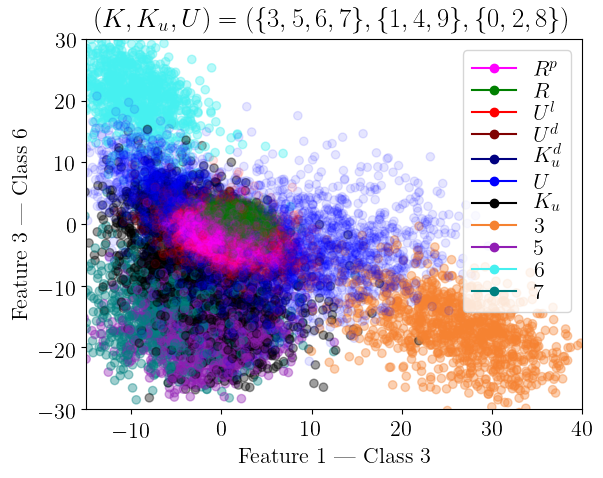 (K, K_u, U) = ({3, 5, 6, 7}, {1, 4, 9}, {0, 2, 8})
30
20
10
0
−10
−20
−30
Feature 3 — Class 6
R^p
R
U^l
U^d
K_u^d
U
K_u
3
5
6
7
−10
0
10
20
30
40
Feature 1 — Class 3